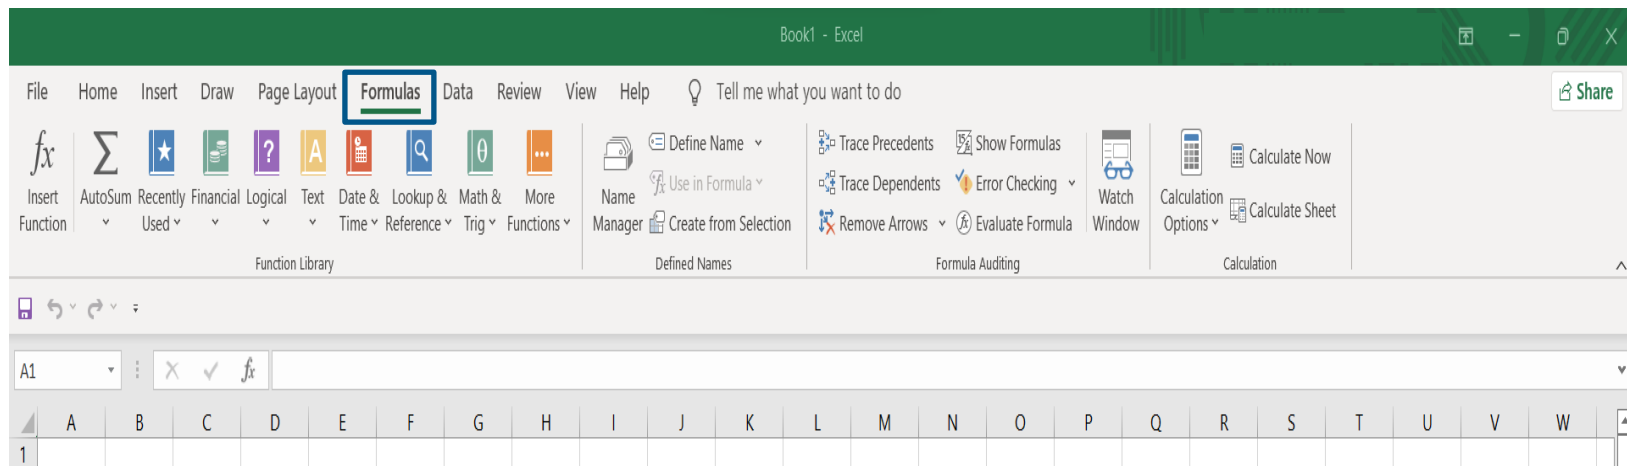 Book1 - Excel
File Home Insert Draw Page Layout Formulas Data Review View Help Tell me what you want to do Share
fx Insert Function
Σ AutoSum
Recently Used
Financial
Logical
A Text
Date & Time
Lookup & Reference
θ Math & Trig
More Functions
Function Library
Name Manager
Define Name
Use in Formula
Create from Selection
Defined Names
Trace Precedents
Trace Dependents
Remove Arrows
Show Formulas
Error Checking
Evaluate Formula
Watch Window
Formula Auditing
Calculation Options
Calculate Now
Calculate Sheet
Calculation
A1 fx
A B C D E F G H I J K L M N O P Q R S T U V W
1